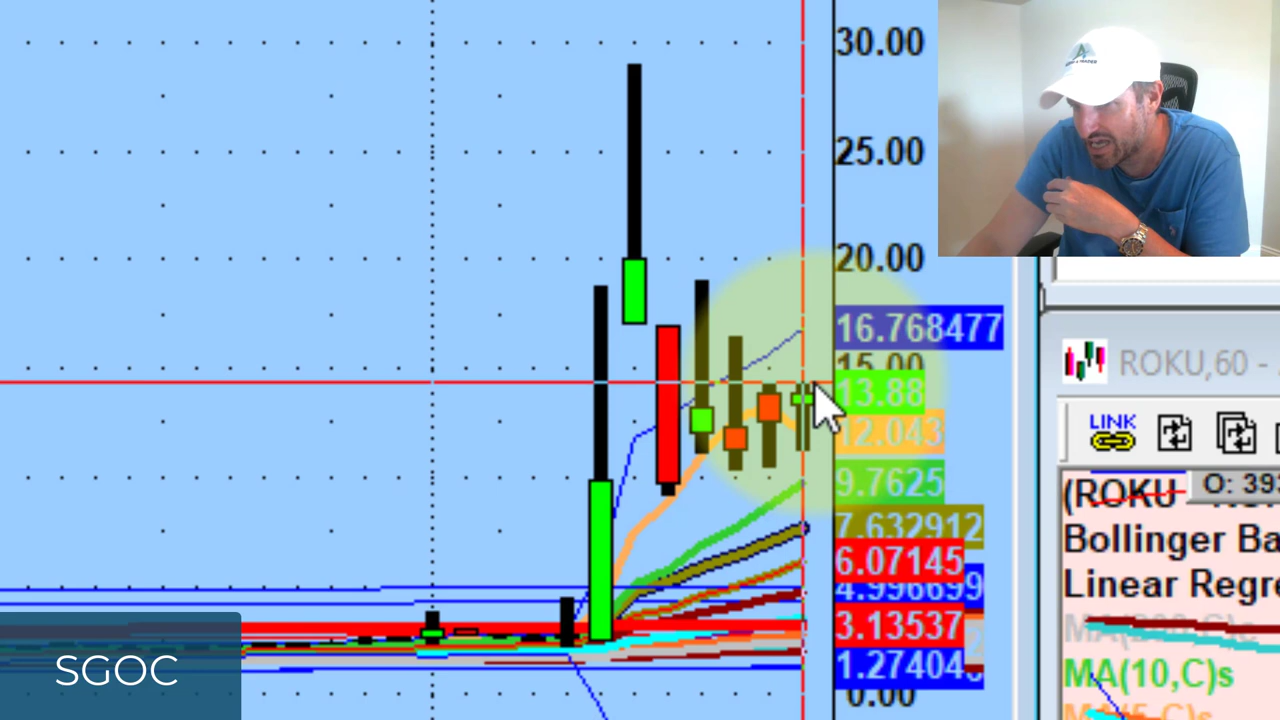 30.00
25.00
20.00
16.768477
15.00
13.88
12.043
9.7625
7.632912
6.07145
4.996699
3.13537
1.27404
0.00
ROKU,60 -
LINK
(ROKU
O: 393
Bollinger Ba
Linear Regre
MA(10,C)s
SGOC